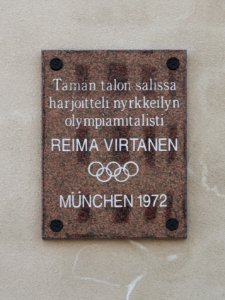 Tämän talon salissa
harjoitteli nyrkkeilyn
olympiamitalisti
REIMA VIRTANEN
MÜNCHEN 1972